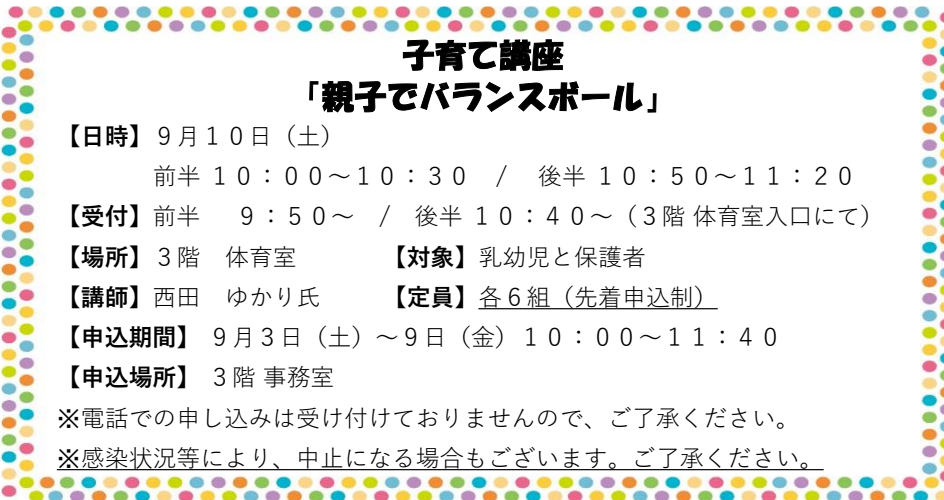 子育て講座
「親子でバランスボール」
【日時】９月１０日（土）
前半 １０：００～１０：３０ / 後半 １０：５０～１１：２０
【受付】前半 ９：５０～ / 後半 １０：４０～（３階 体育室入口にて）
【場所】３階 体育室 【対象】乳幼児と保護者
【講師】西田 ゆかり氏 【定員】各６組（先着申込制）
【申込期間】 ９月３日（土）～９日（金）１０：００～１１：４０
【申込場所】 ３階 事務室
※電話での申し込みは受け付けておりませんので、ご了承ください。
※感染状況等により、中止になる場合もございます。ご了承ください。